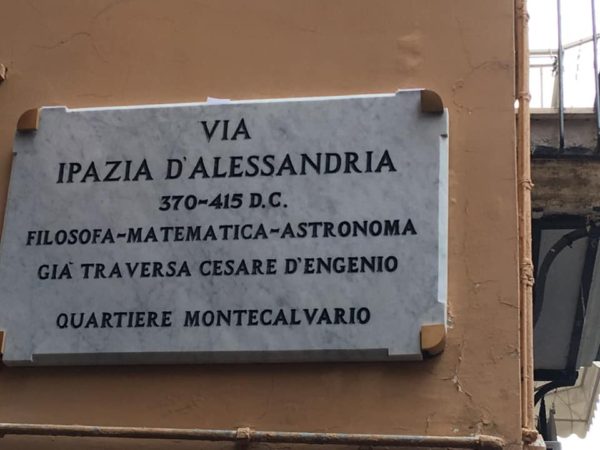 VIA
IPAZIA D'ALESSANDRIA
370-415 D.C.
FILOSOFA-MATEMATICA-ASTRONOMA
GIÀ TRAVERSA CESARE D'ENGENIO
QUARTIERE MONTECALVARIO